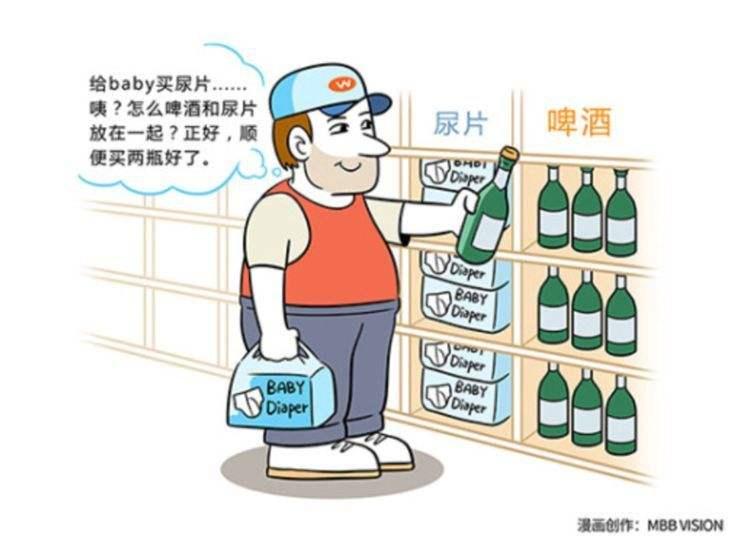 给baby买尿片......
咦？怎么啤酒和尿片
放在一起？正好，顺
便买两瓶好了。
W
尿片
啤酒
BABY
Diaper
Diaper
BABY
Diaper
Diaper
BABY
Diaper
BABY
Diaper
漫画创作：MBB VISION